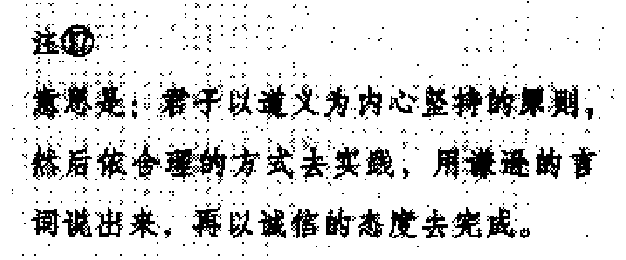 注⑰
意思是：君子以道义为内心坚持的原则，
然后依合理的方式去实践，用谦逊的言
词说出来，再以诚信的态度去完成。